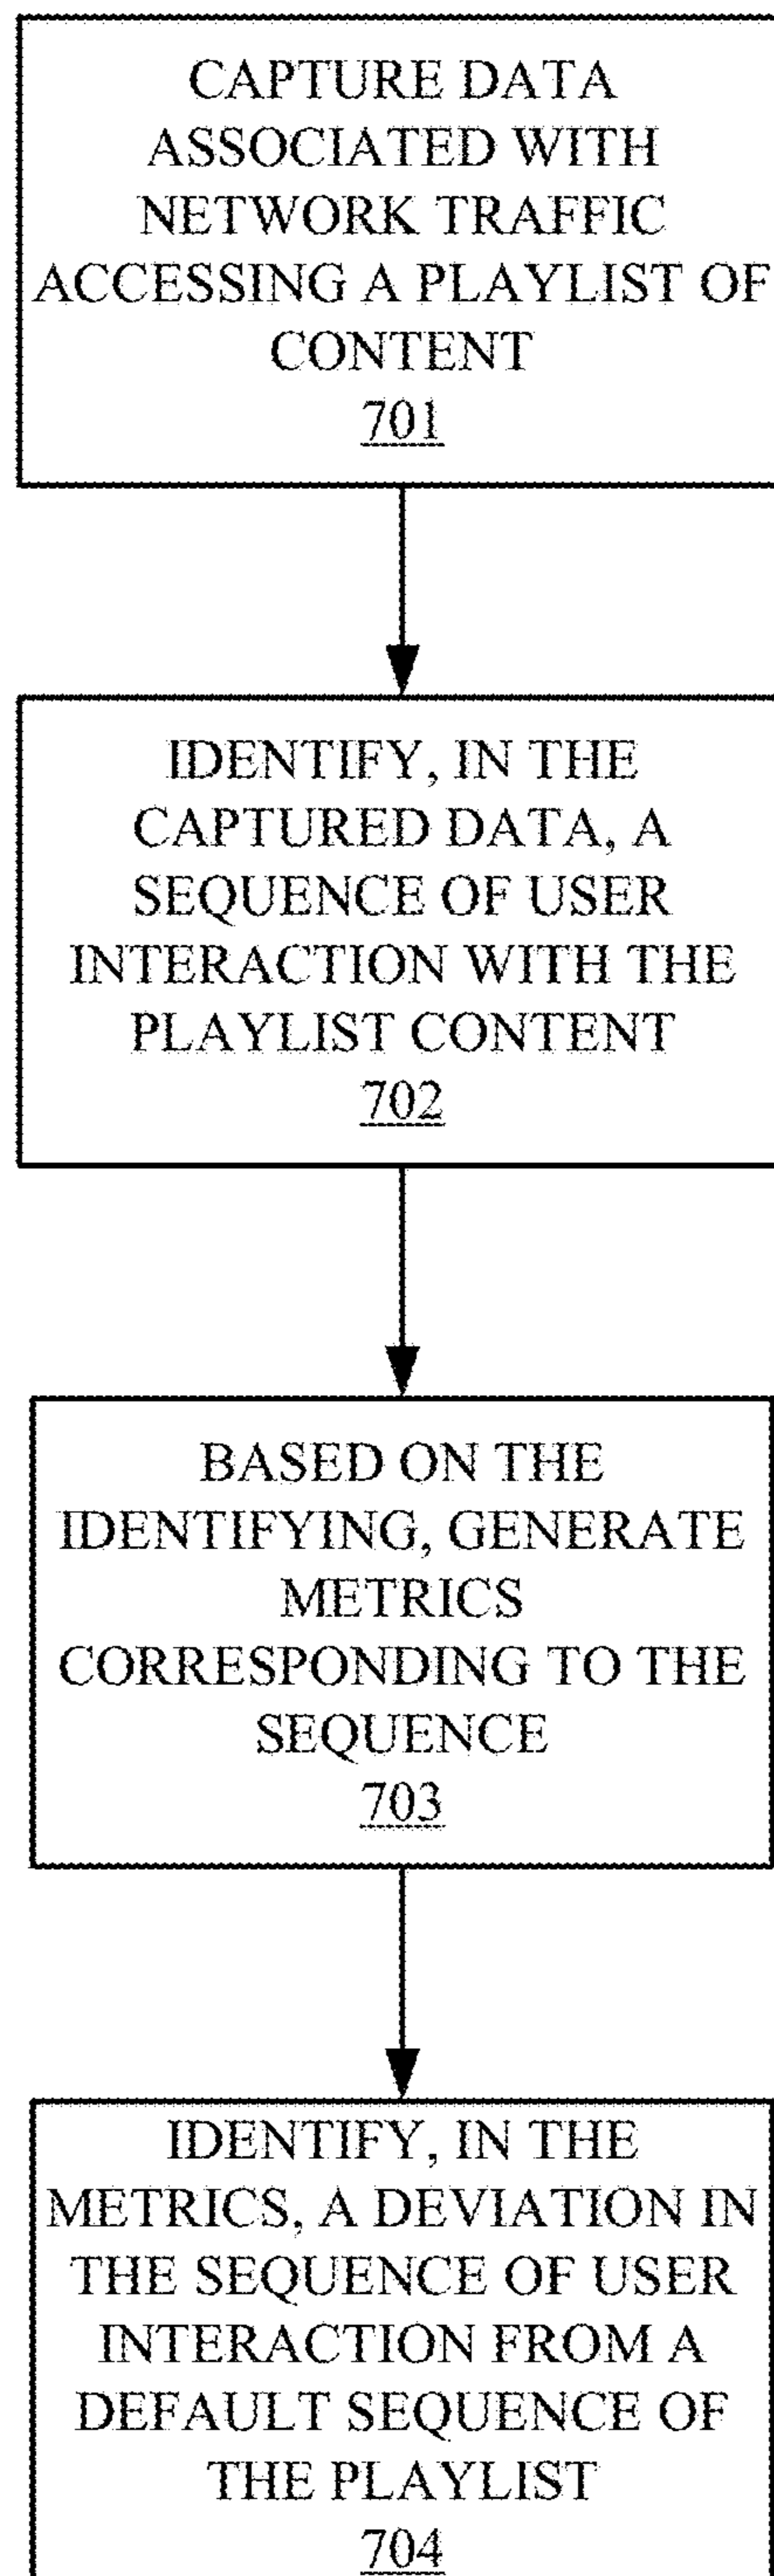 CAPTURE DATA
ASSOCIATED WITH
NETWORK TRAFFIC
ACCESSING A PLAYLIST OF
CONTENT
701
IDENTIFY, IN THE
CAPTURED DATA, A
SEQUENCE OF USER
INTERACTION WITH THE
PLAYLIST CONTENT
702
BASED ON THE
IDENTIFYING, GENERATE
METRICS
CORRESPONDING TO THE
SEQUENCE
703
IDENTIFY, IN THE
METRICS, A DEVIATION IN
THE SEQUENCE OF USER
INTERACTION FROM A
DEFAULT SEQUENCE OF
THE PLAYLIST
704